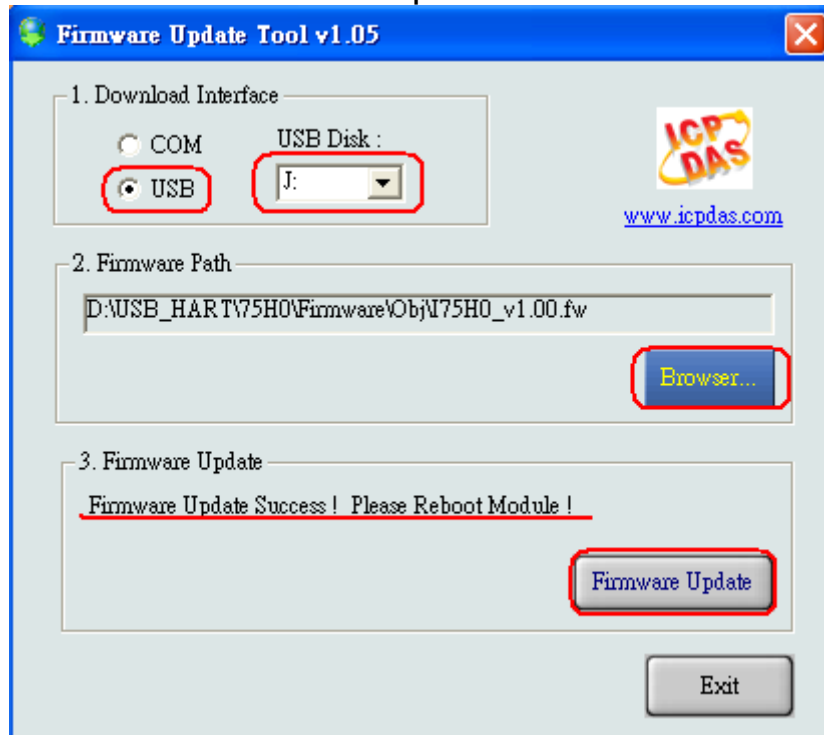 Firmware Update Tool v1.05
1. Download Interface
COM
USB Disk :
USB
J:
ICP
DAS
www.icpdas.com
2. Firmware Path
D:\USB_HART\75H0\Firmware\Obj\I75H0_v1.00.fw
Browser...
3. Firmware Update
Firmware Update Success ! Please Reboot Module !
Firmware Update
Exit